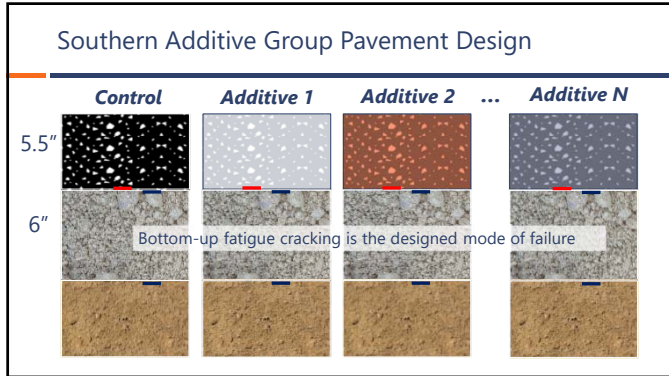 Southern Additive Group Pavement Design
Control Additive 1 Additive 2 ... Additive N
5.5"
6"
Bottom-up fatigue cracking is the designed mode of failure